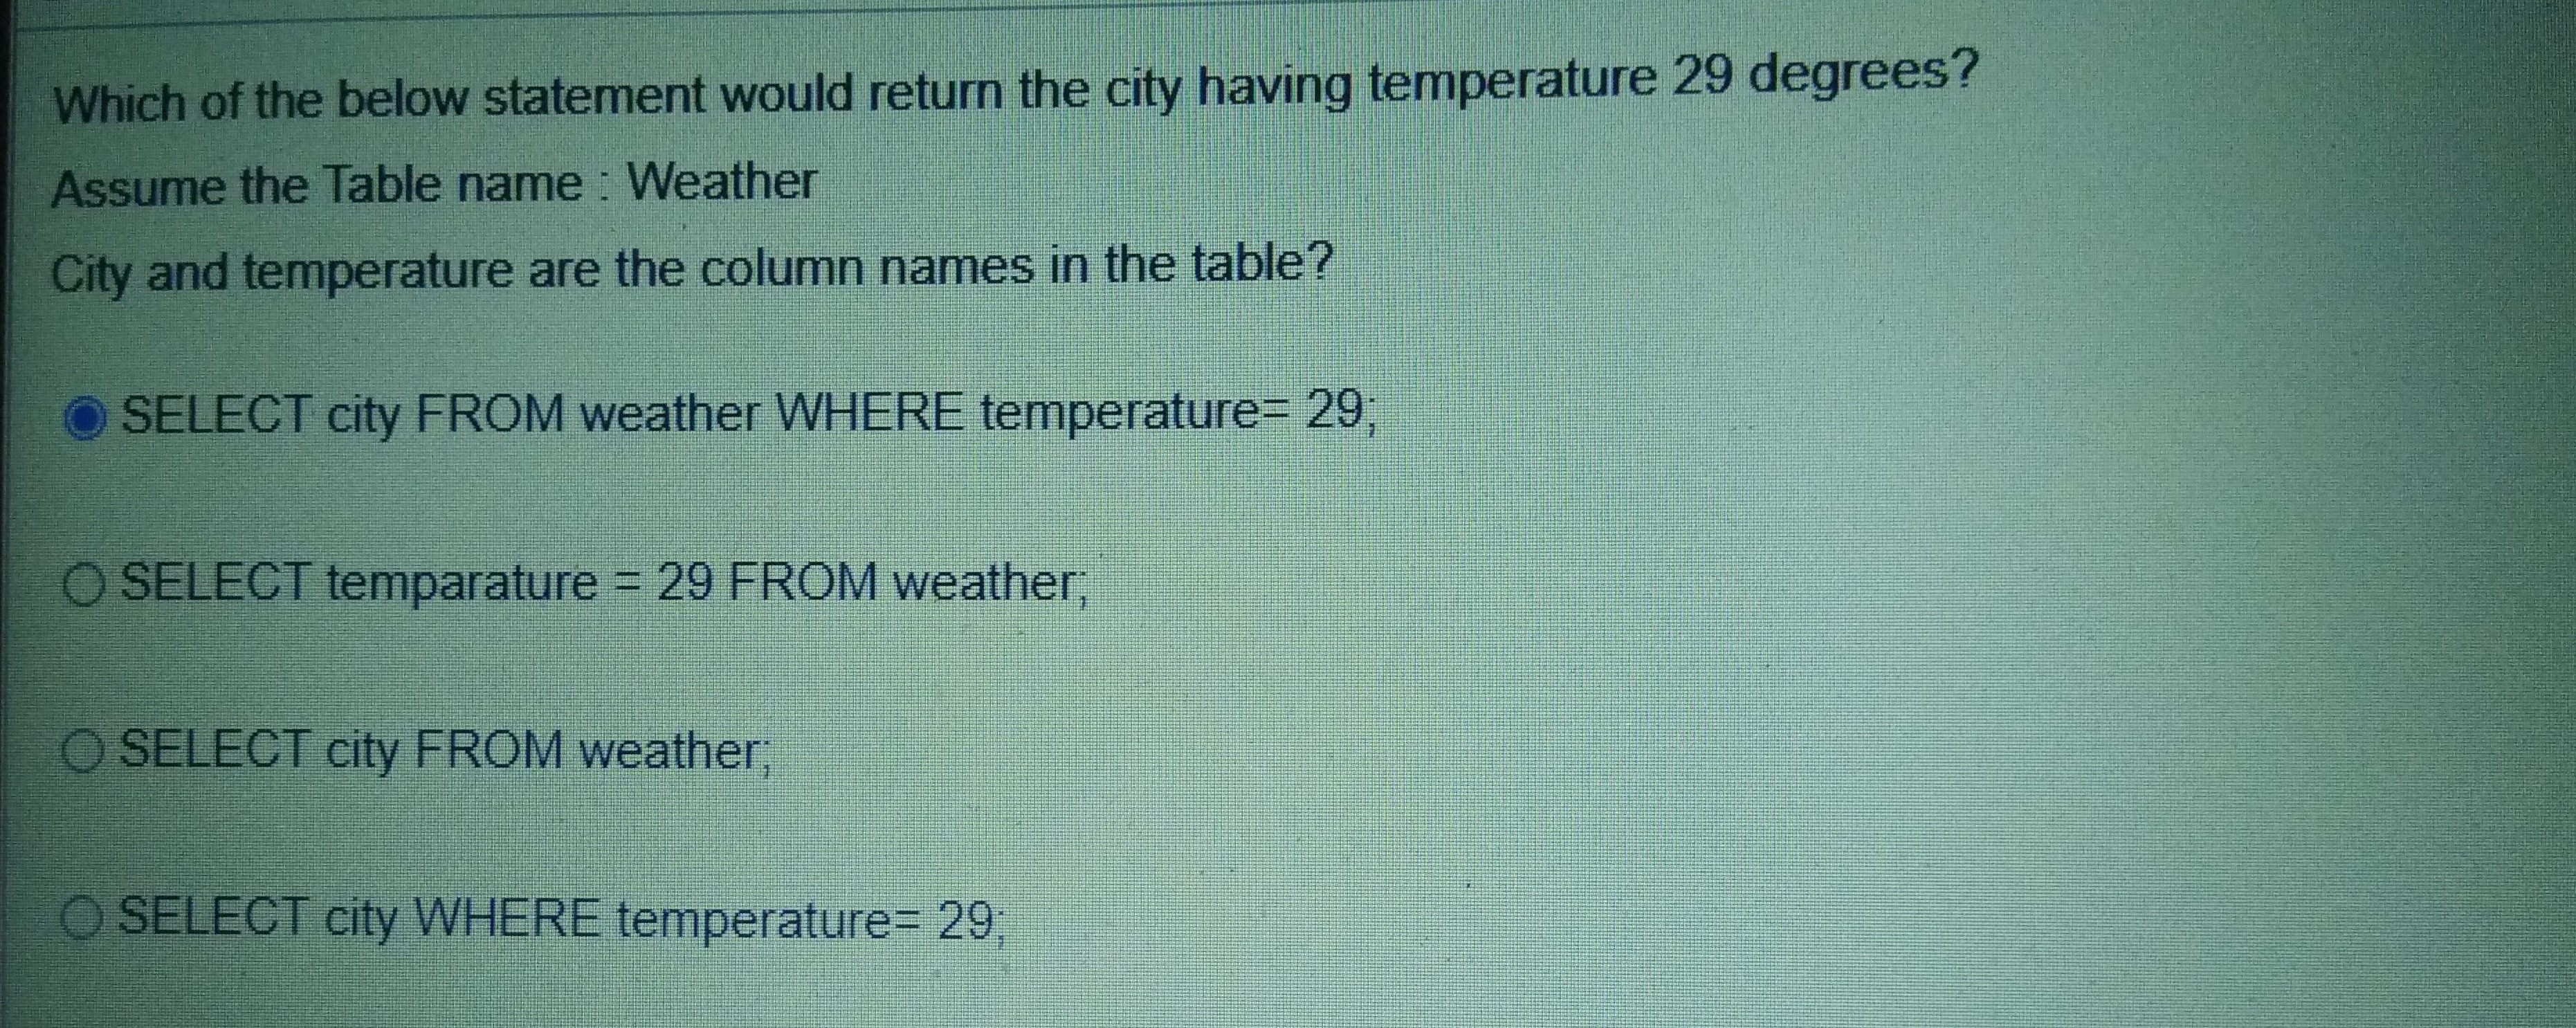 Which of the below statement would return the city having temperature 29 degrees?
Assume the Table name : Weather
City and temperature are the column names in the table?
SELECT city FROM weather WHERE temperature= 29;
SELECT temparature = 29 FROM weather;
SELECT city FROM weather;
SELECT city WHERE temperature= 29;